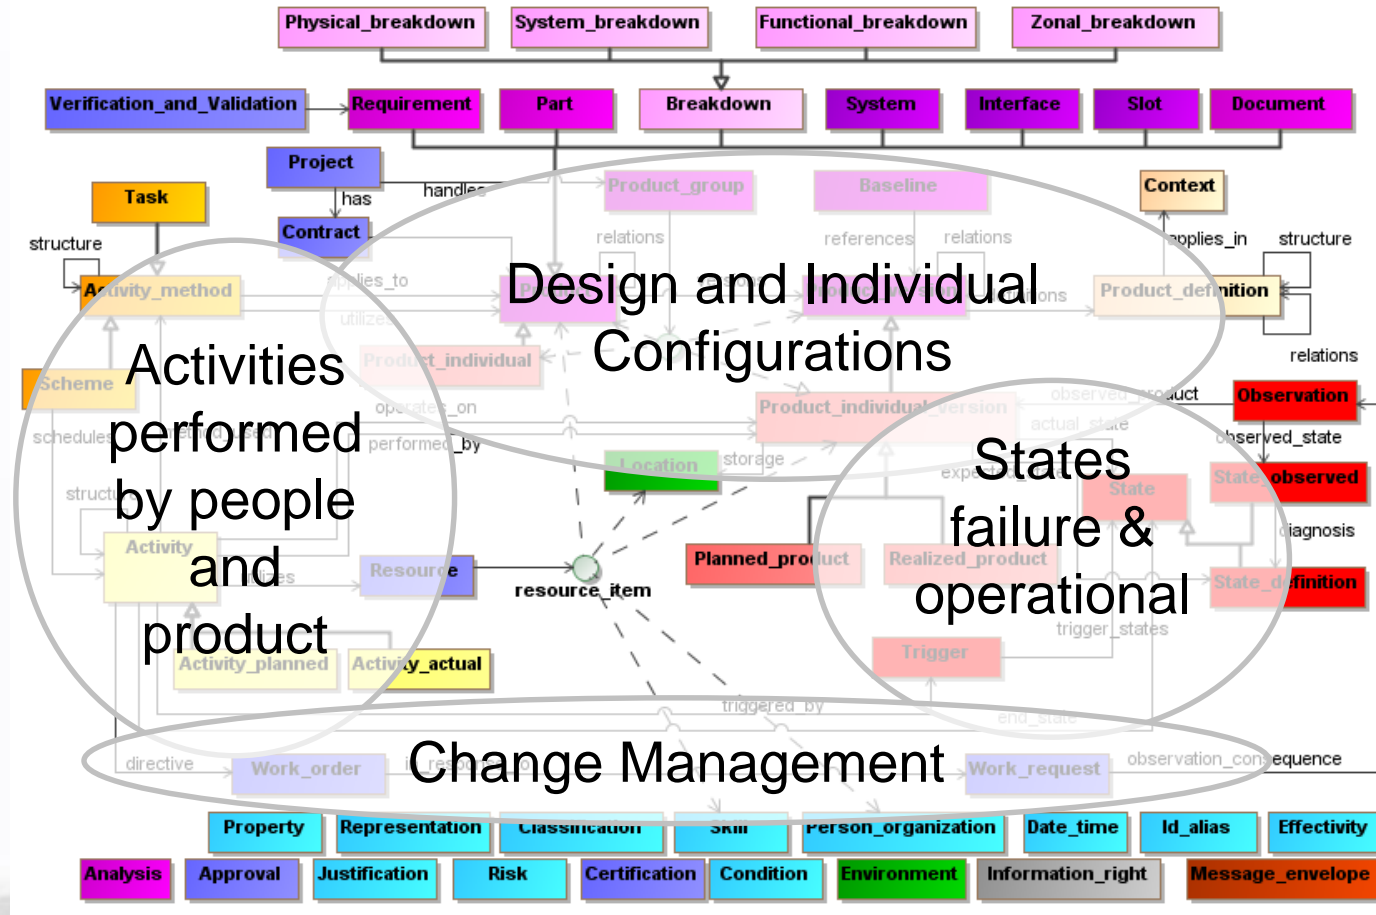 Physical_breakdown
System_breakdown
Functional_breakdown
Zonal_breakdown
Verification_and_Validation
Requirement
Part
Breakdown
System
Interface
Slot
Document
Project
handles
has
Product_group
Baseline
Context
Task
Contract
structure
relations
references
relations
applies_in
structure
Activity_method
applies_to
utilizes
Design and Individual
Configurations
Product_definition
relations
Product_individual
Activities
performed
by people
and
product
Scheme
schedules
method_used
operates_on
performed_by
Product_individual_version
observed_product
Observation
actual_state
observed_state
Location
storage
expected_state
States
failure &
operational
State
State_observed
diagnosis
structure
Activity
Resource
resource_item
Planned_product
Realized_product
State_definition
trigger_states
Trigger
Activity_planned
Activity_actual
triggered_by
end_state
directive
Work_order
Change Management
Work_request
observation_consequence
Property
Representation
Classification
Skill
Person_organization
Date_time
Id_alias
Effectivity
Analysis
Approval
Justification
Risk
Certification
Condition
Environment
Information_right
Message_envelope